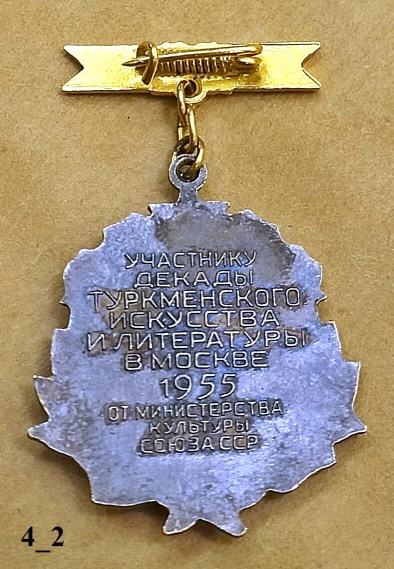 УЧАСТНИКУ
ДЕКАДЫ
ТУРКМЕНСКОГО
ИСКУССТВА
И ЛИТЕРАТУРЫ
В МОСКВЕ
1955
ОТ МИНИСТЕРСТВА
КУЛЬТУРЫ
СОЮЗА ССР
4_2